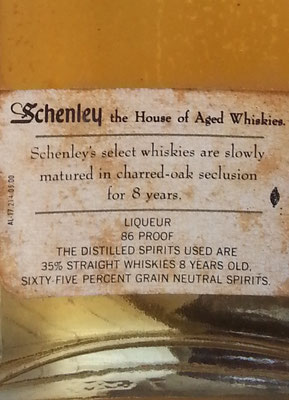 Schenley the House of Aged Whiskies.
Schenley's select whiskies are slowly
matured in charred-oak seclusion
for 8 years.
LIQUEUR
86 PROOF
THE DISTILLED SPIRITS USED ARE
35% STRAIGHT WHISKIES 8 YEARS OLD,
SIXTY-FIVE PERCENT GRAIN NEUTRAL SPIRITS.